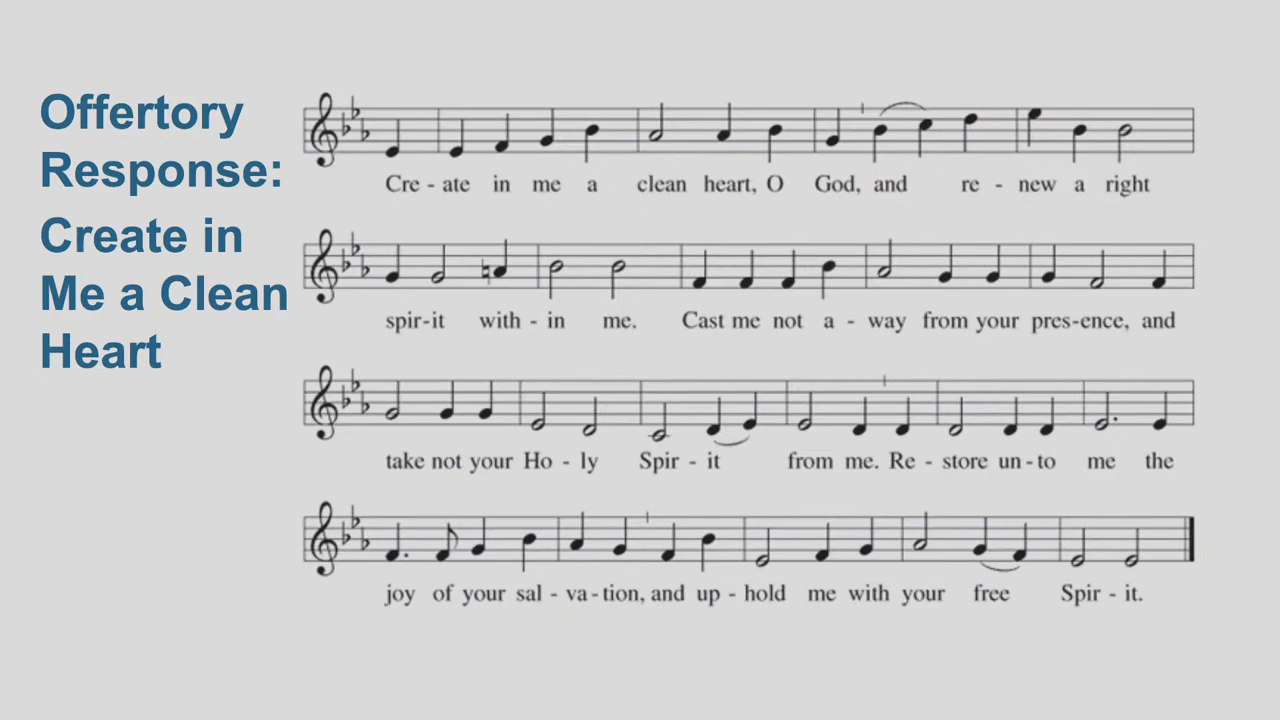 Offertory
Response:
Create in
Me a Clean
Heart
Cre - ate in me a clean heart, O God, and re - new a right
spir-it with - in me. Cast me not a - way from your pres-ence, and
take not your Ho - ly Spir - it from me. Re - store un-to me the
joy of your sal - va-tion, and up - hold me with your free Spir - it.